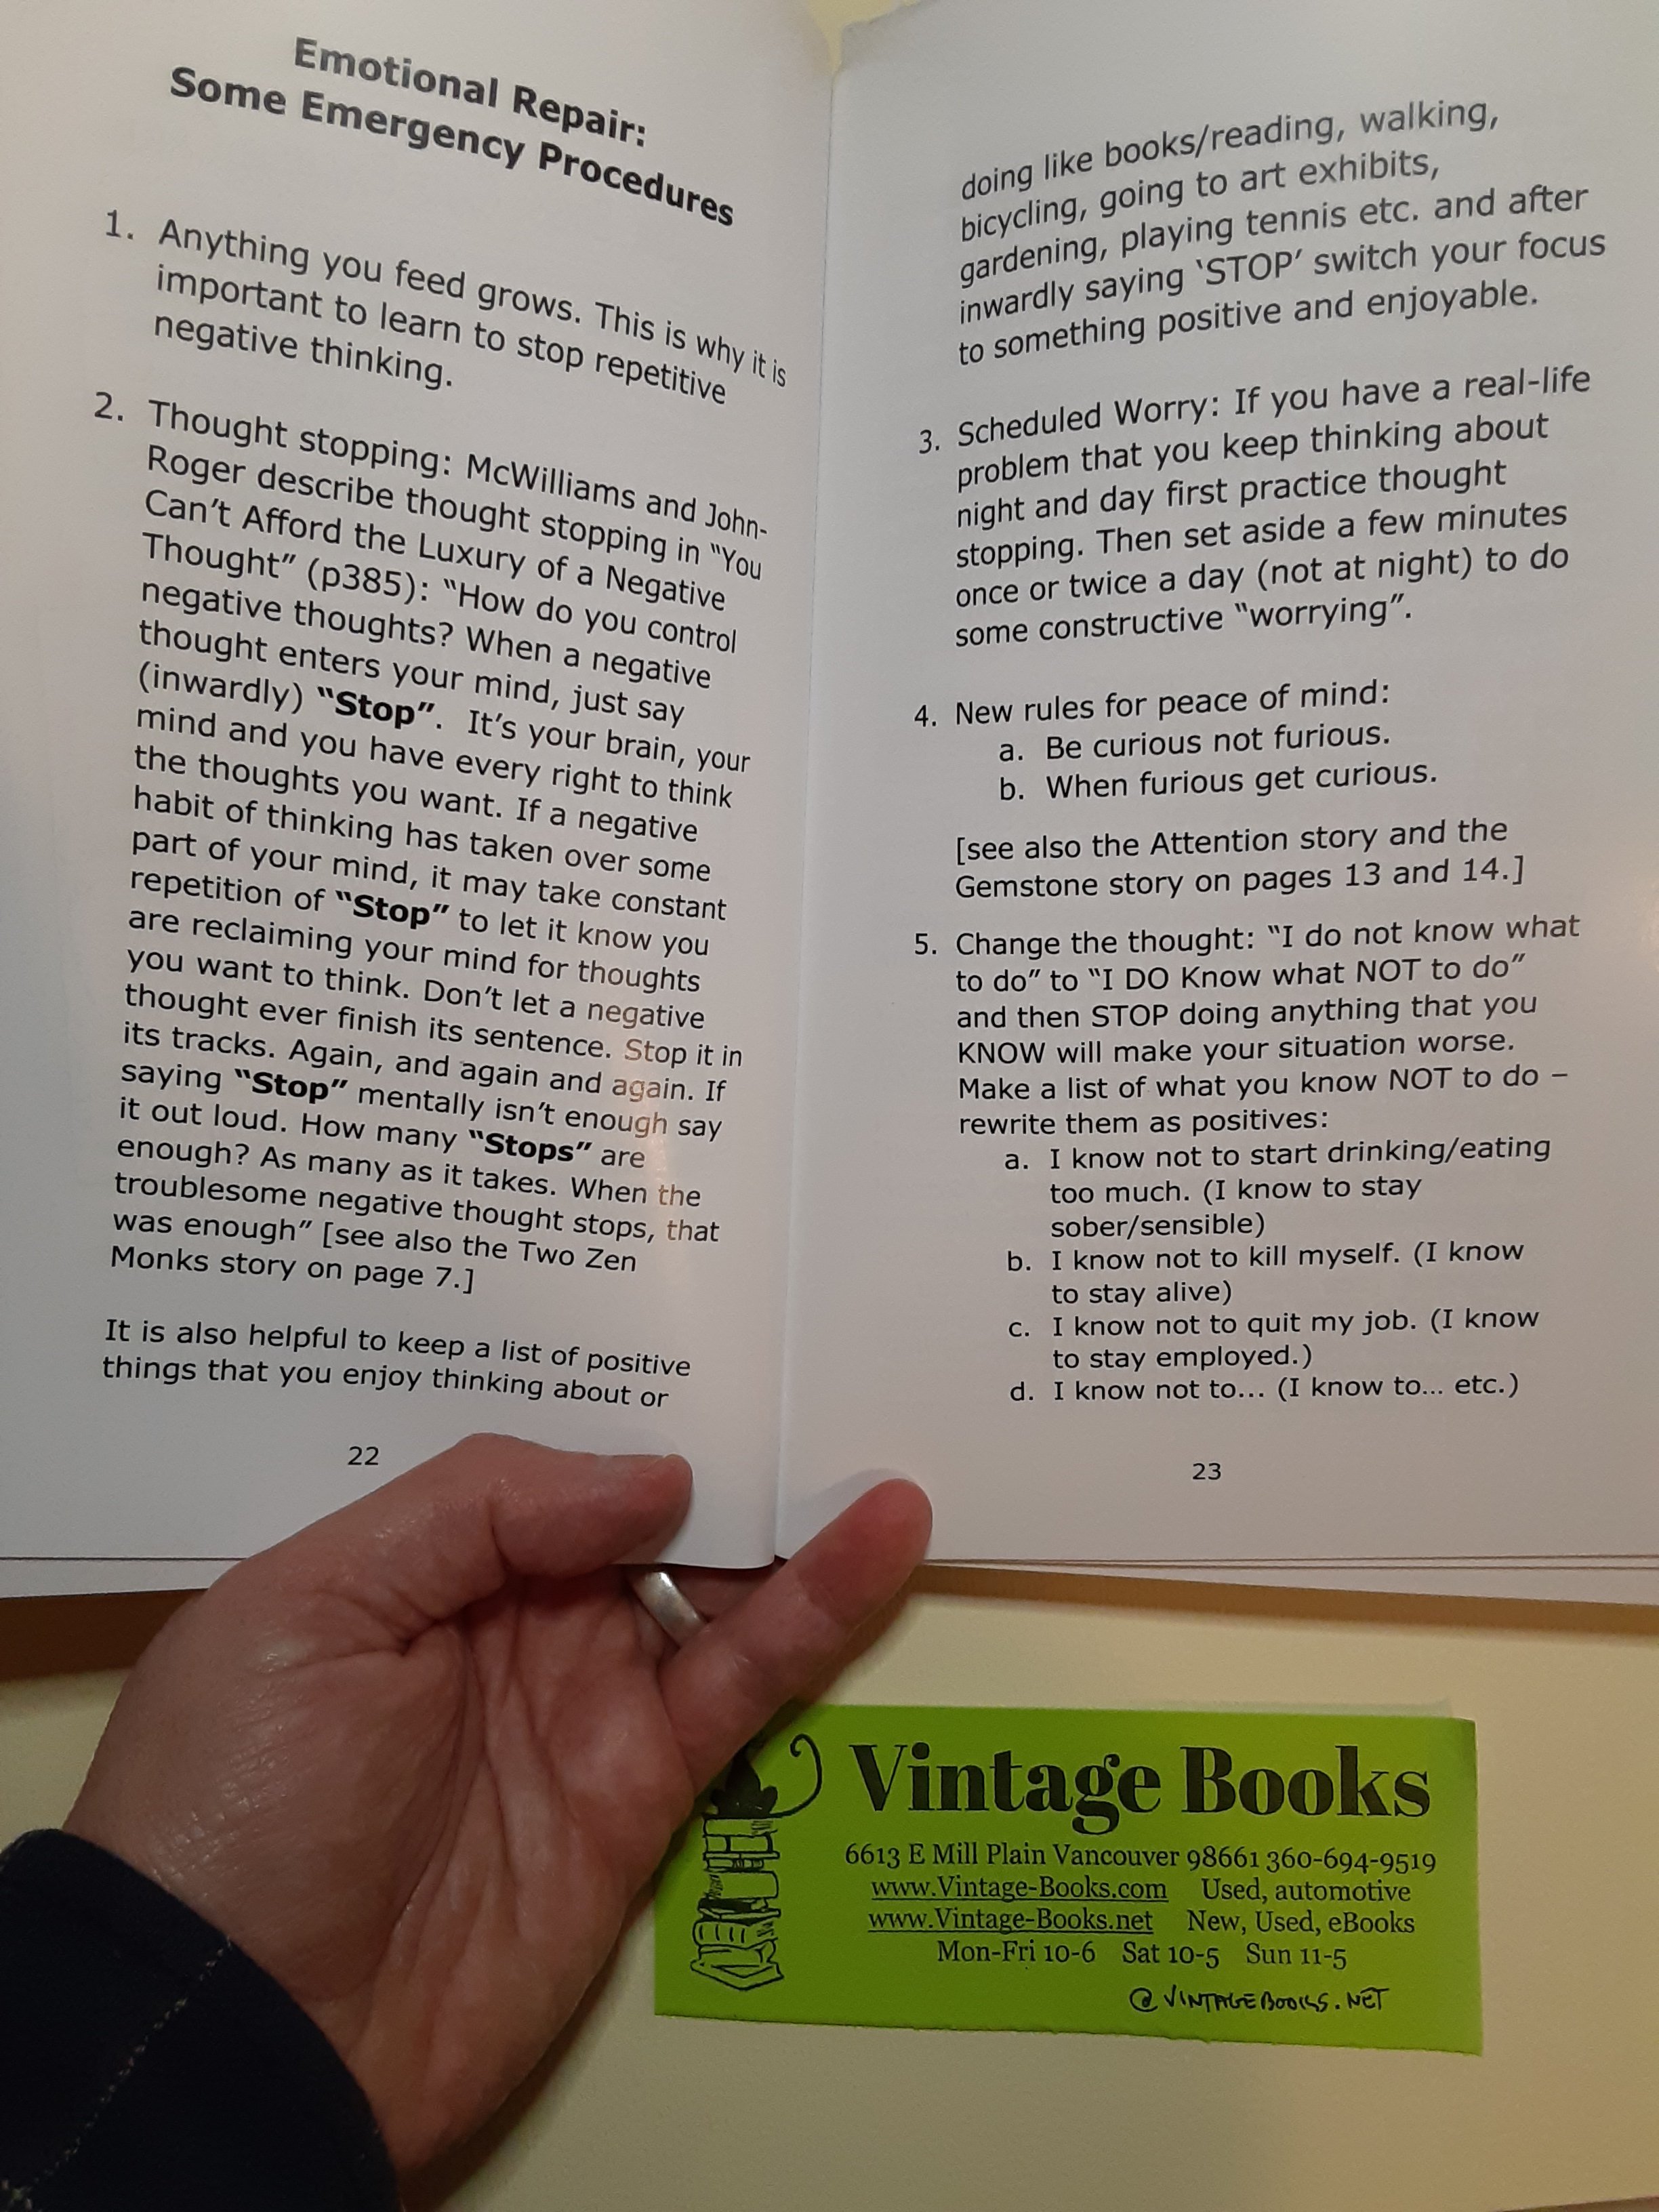 Emotional Repair:
Some Emergency Procedures
1. Anything you feed grows. This is why it is
important to learn to stop repetitive
negative thinking.
2. Thought stopping: McWilliams and John-
Roger describe thought stopping in “You
Can’t Afford the Luxury of a Negative
Thought” (p385): “How do you control
negative thoughts? When a negative
thought enters your mind, just say
(inwardly) “Stop”. It’s your brain, your
mind and you have every right to think
the thoughts you want. If a negative
habit of thinking has taken over some
part of your mind, it may take constant
repetition of “Stop” to let it know you
are reclaiming your mind for thoughts
you want to think. Don’t let a negative
thought ever finish its sentence. Stop it in
its tracks. Again, and again and again. If
saying “Stop” mentally isn’t enough say
it out loud. How many “Stops” are
enough? As many as it takes. When the
troublesome negative thought stops, that
was enough” [see also the Two Zen
Monks story on page 7.]
It is also helpful to keep a list of positive
things that you enjoy thinking about or
22
doing like books/reading, walking,
bicycling, going to art exhibits,
gardening, playing tennis etc. and after
inwardly saying ‘STOP’ switch your focus
to something positive and enjoyable.
3. Scheduled Worry: If you have a real-life
problem that you keep thinking about
night and day first practice thought
stopping. Then set aside a few minutes
once or twice a day (not at night) to do
some constructive “worrying”.
4. New rules for peace of mind:
a. Be curious not furious.
b. When furious get curious.
[see also the Attention story and the
Gemstone story on pages 13 and 14.]
5. Change the thought: “I do not know what
to do” to “I DO Know what NOT to do”
and then STOP doing anything that you
KNOW will make your situation worse.
Make a list of what you know NOT to do –
rewrite them as positives:
a. I know not to start drinking/eating
too much. (I know to stay
sober/sensible)
b. I know not to kill myself. (I know
to stay alive)
c. I know not to quit my job. (I know
to stay employed.)
d. I know not to... (I know to... etc.)
23
Vintage Books
6613 E Mill Plain Vancouver 98661 360-694-9519
www.Vintage-Books.com Used, automotive
www.Vintage-Books.net New, Used, eBooks
Mon-Fri 10-6 Sat 10-5 Sun 11-5
@VINTAGEBOOKS.NET